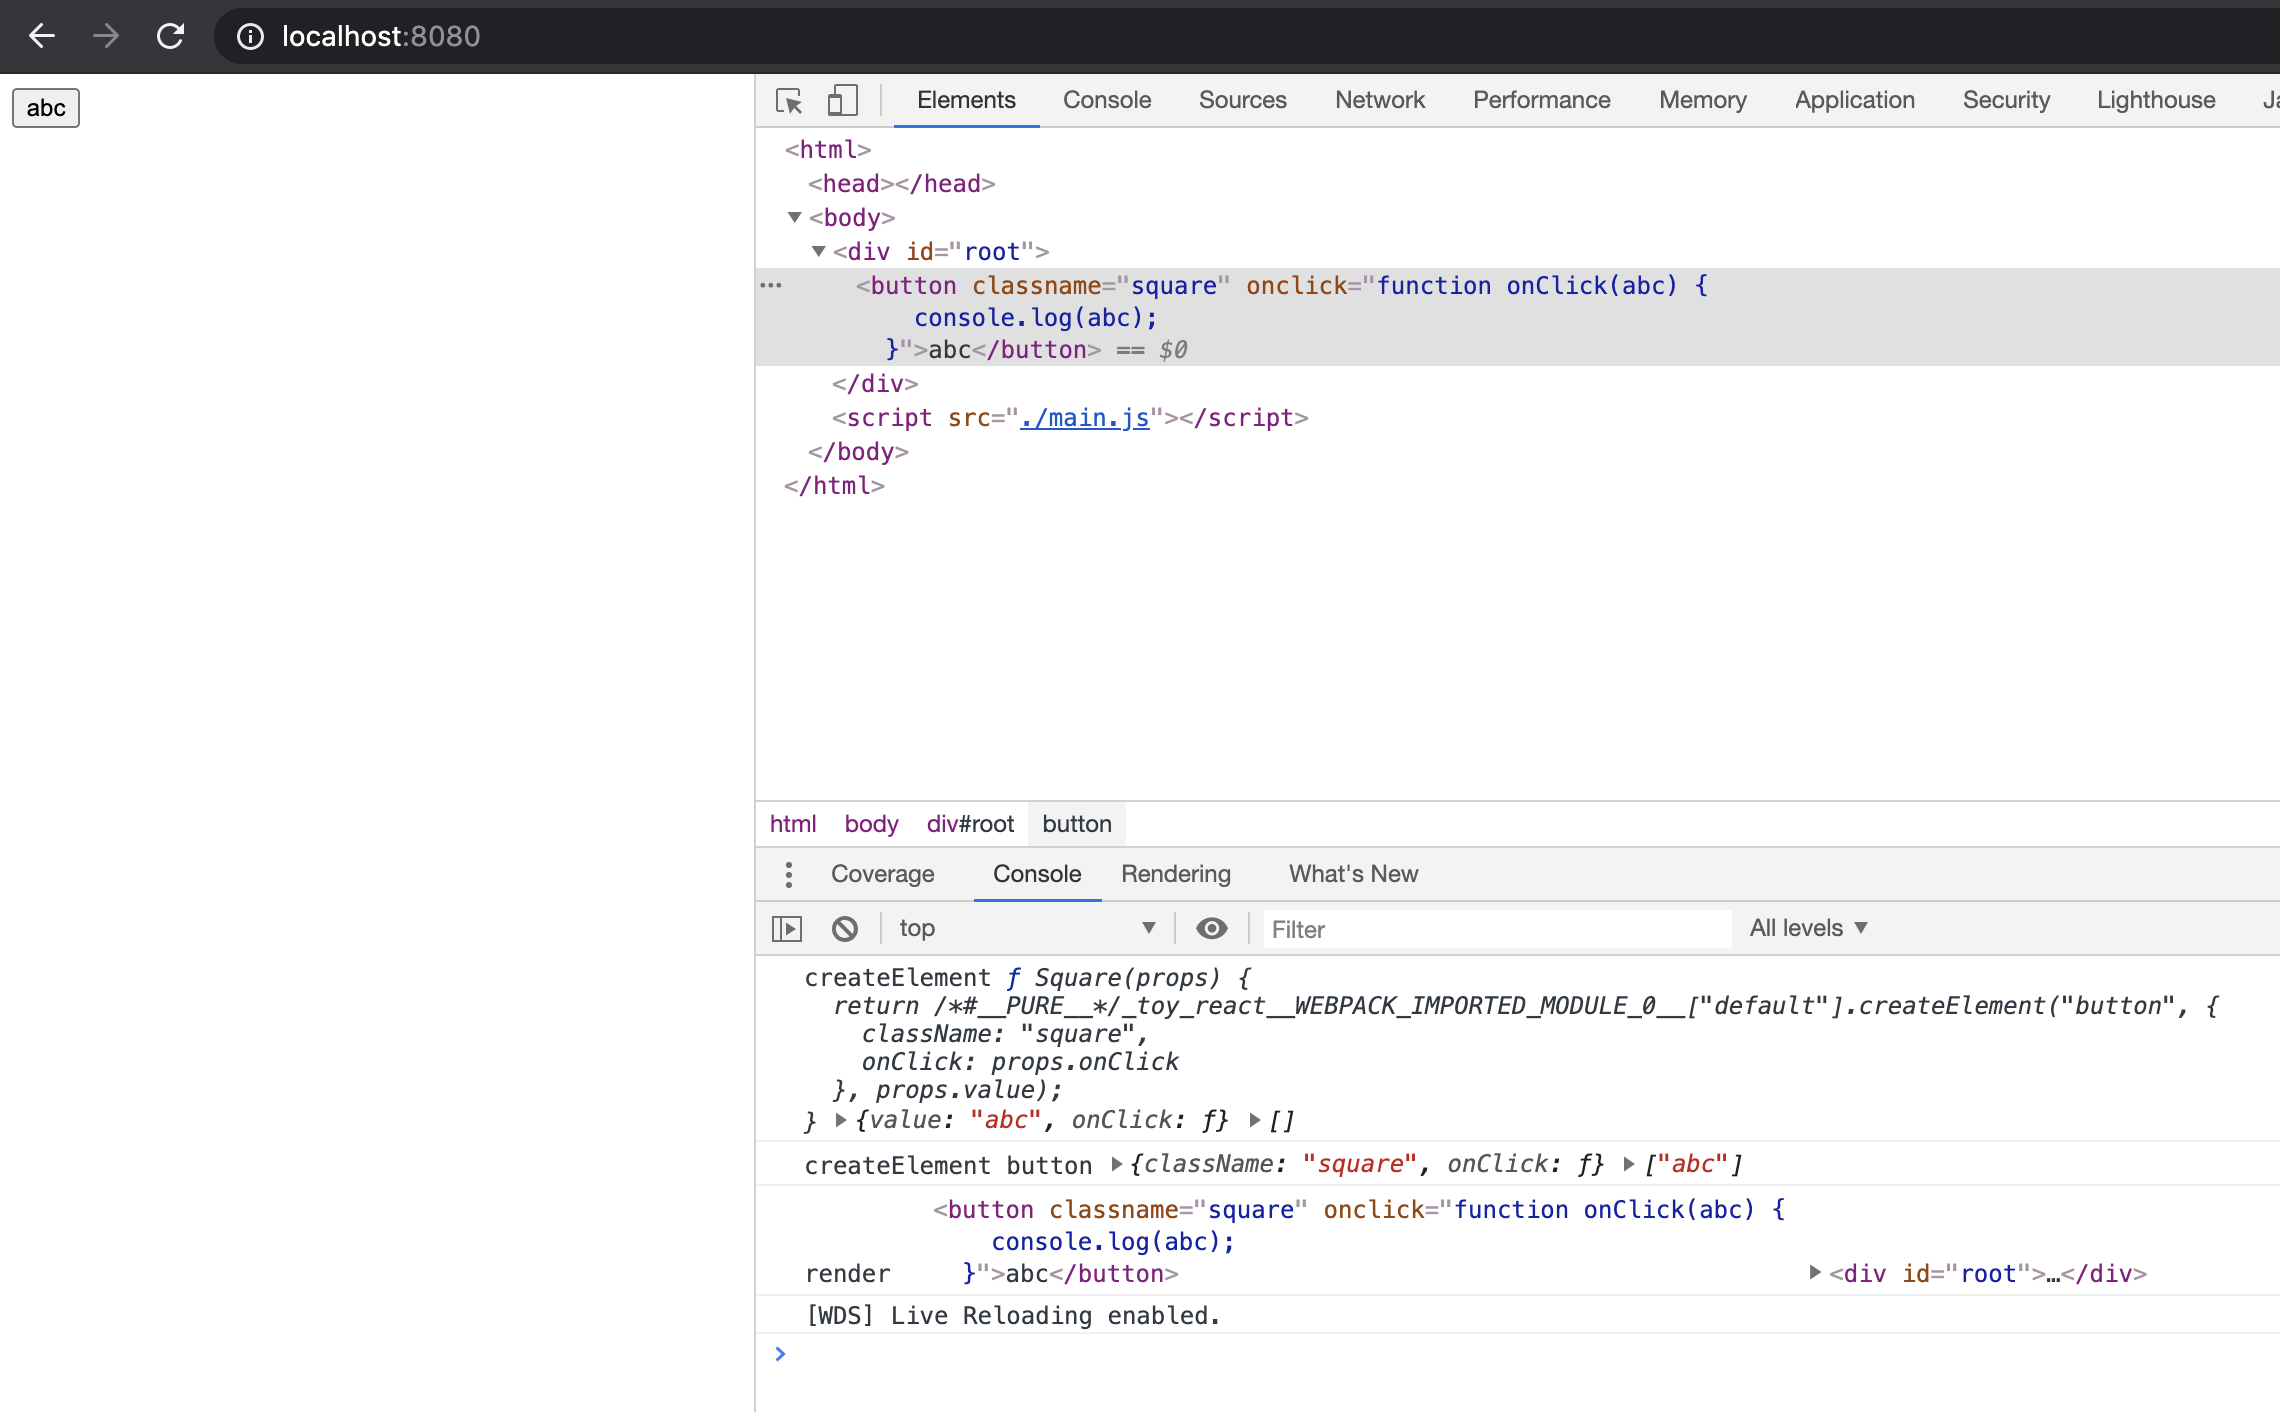 localhost:8080
abc
Elements Console Sources Network Performance Memory Application Security Lighthouse
<html>
<head></head>
<body>
<div id="root">
<button classname="square" onclick="function onClick(abc) {
console.log(abc);
}">abc</button> == $0
</div>
<script src="./main.js"></script>
</body>
</html>
html body div#root button
Coverage Console Rendering What's New
top Filter All levels
createElement ƒ Square(props) {
return /*#__PURE__*/_toy_react__WEBPACK_IMPORTED_MODULE_0__["default"].createElement("button", {
className: "square",
onClick: props.onClick
}, props.value);
} {value: "abc", onClick: ƒ} []
createElement button {className: "square", onClick: ƒ} ["abc"]
<button classname="square" onclick="function onClick(abc) {
console.log(abc);
render }">abc</button> <div id="root">…</div>
[WDS] Live Reloading enabled.